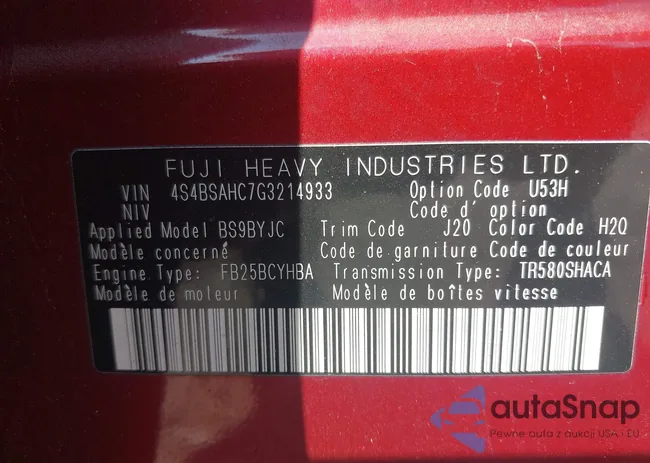 FUJI HEAVY INDUSTRIES LTD.
VIN 4S4BSAHC7G3214933 Option Code U53H
NIV Code d' option
Applied Model BS9BYJC Trim Code J20 Color Code H2Q
Modèle concerné Code de garniture Code de couleur
Engine Type: FB25BCYHBA Transmission Type: TR580SHACA
Modèle de moteur Modèle de boîtes vitesse
autaSnap
Pewne auta z aukcji USA i EU